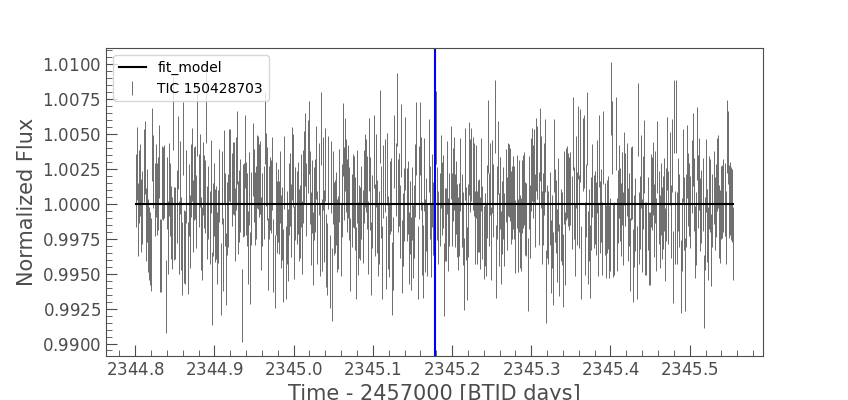 fit_model
TIC 150428703
1.0100
1.0075
1.0050
1.0025
1.0000
0.9975
0.9950
0.9925
0.9900
Normalized Flux
2344.8 2344.9 2345.0 2345.1 2345.2 2345.3 2345.4 2345.5
Time - 2457000 [BTJD days]